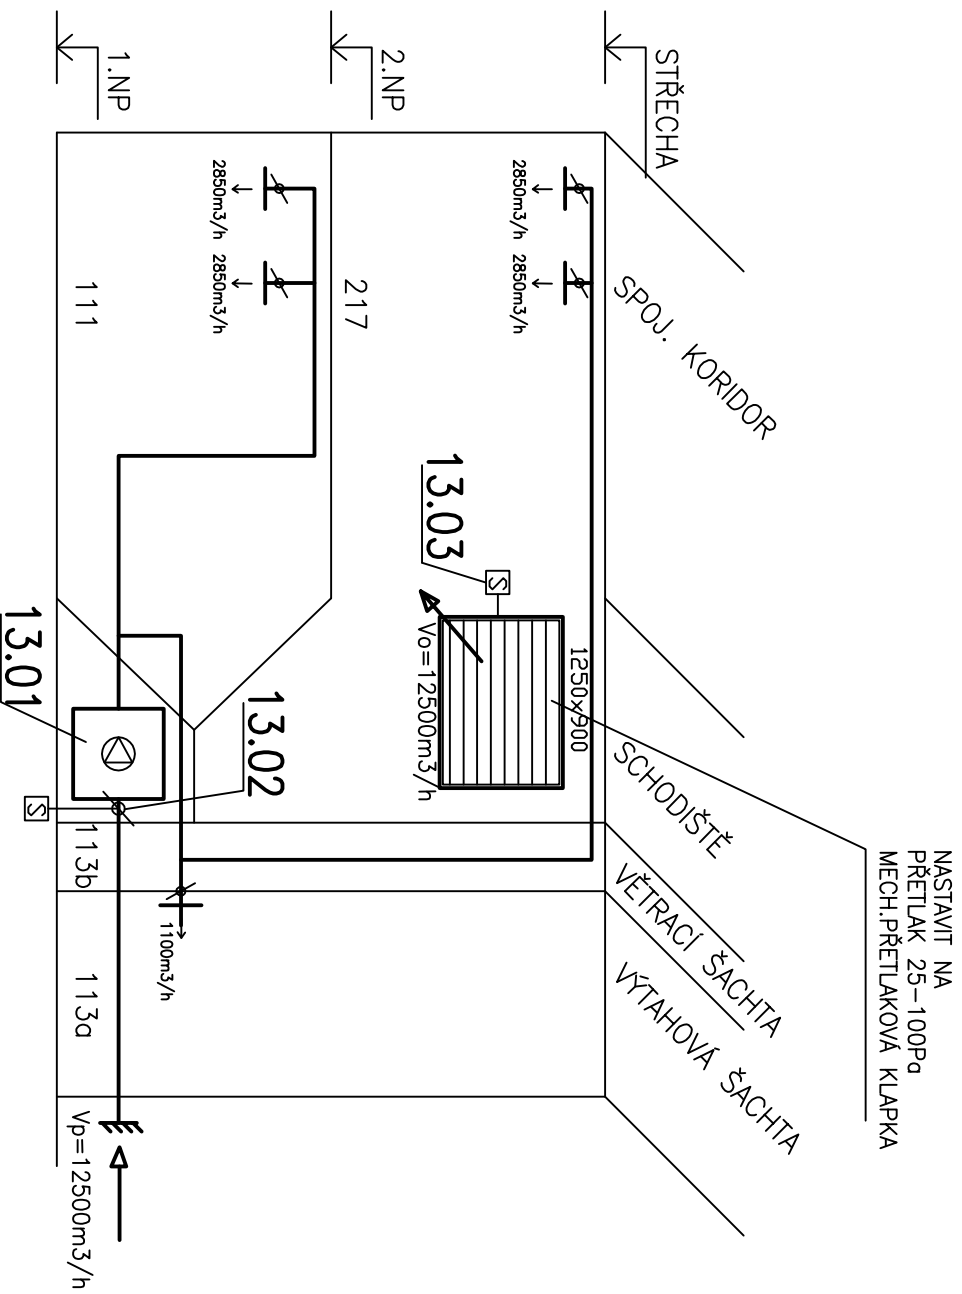 NASTAVIT NA
PŘETLAK 25-100Pa
MECH.PŘETLAKOVÁ KLAPKA
STŘECHA
SPOJ. KORIDOR
SCHODIŠTĚ
VĚTRACÍ ŠACHTA
VÝTAHOVÁ ŠACHTA
2850m3/h
2850m3/h
1250x900
13.03
S
Vo=12500m3/h
2.NP
217
2850m3/h
2850m3/h
13.02
1100m3/h
1.NP
111
113b
113a
Vp=12500m3/h
13.01
S